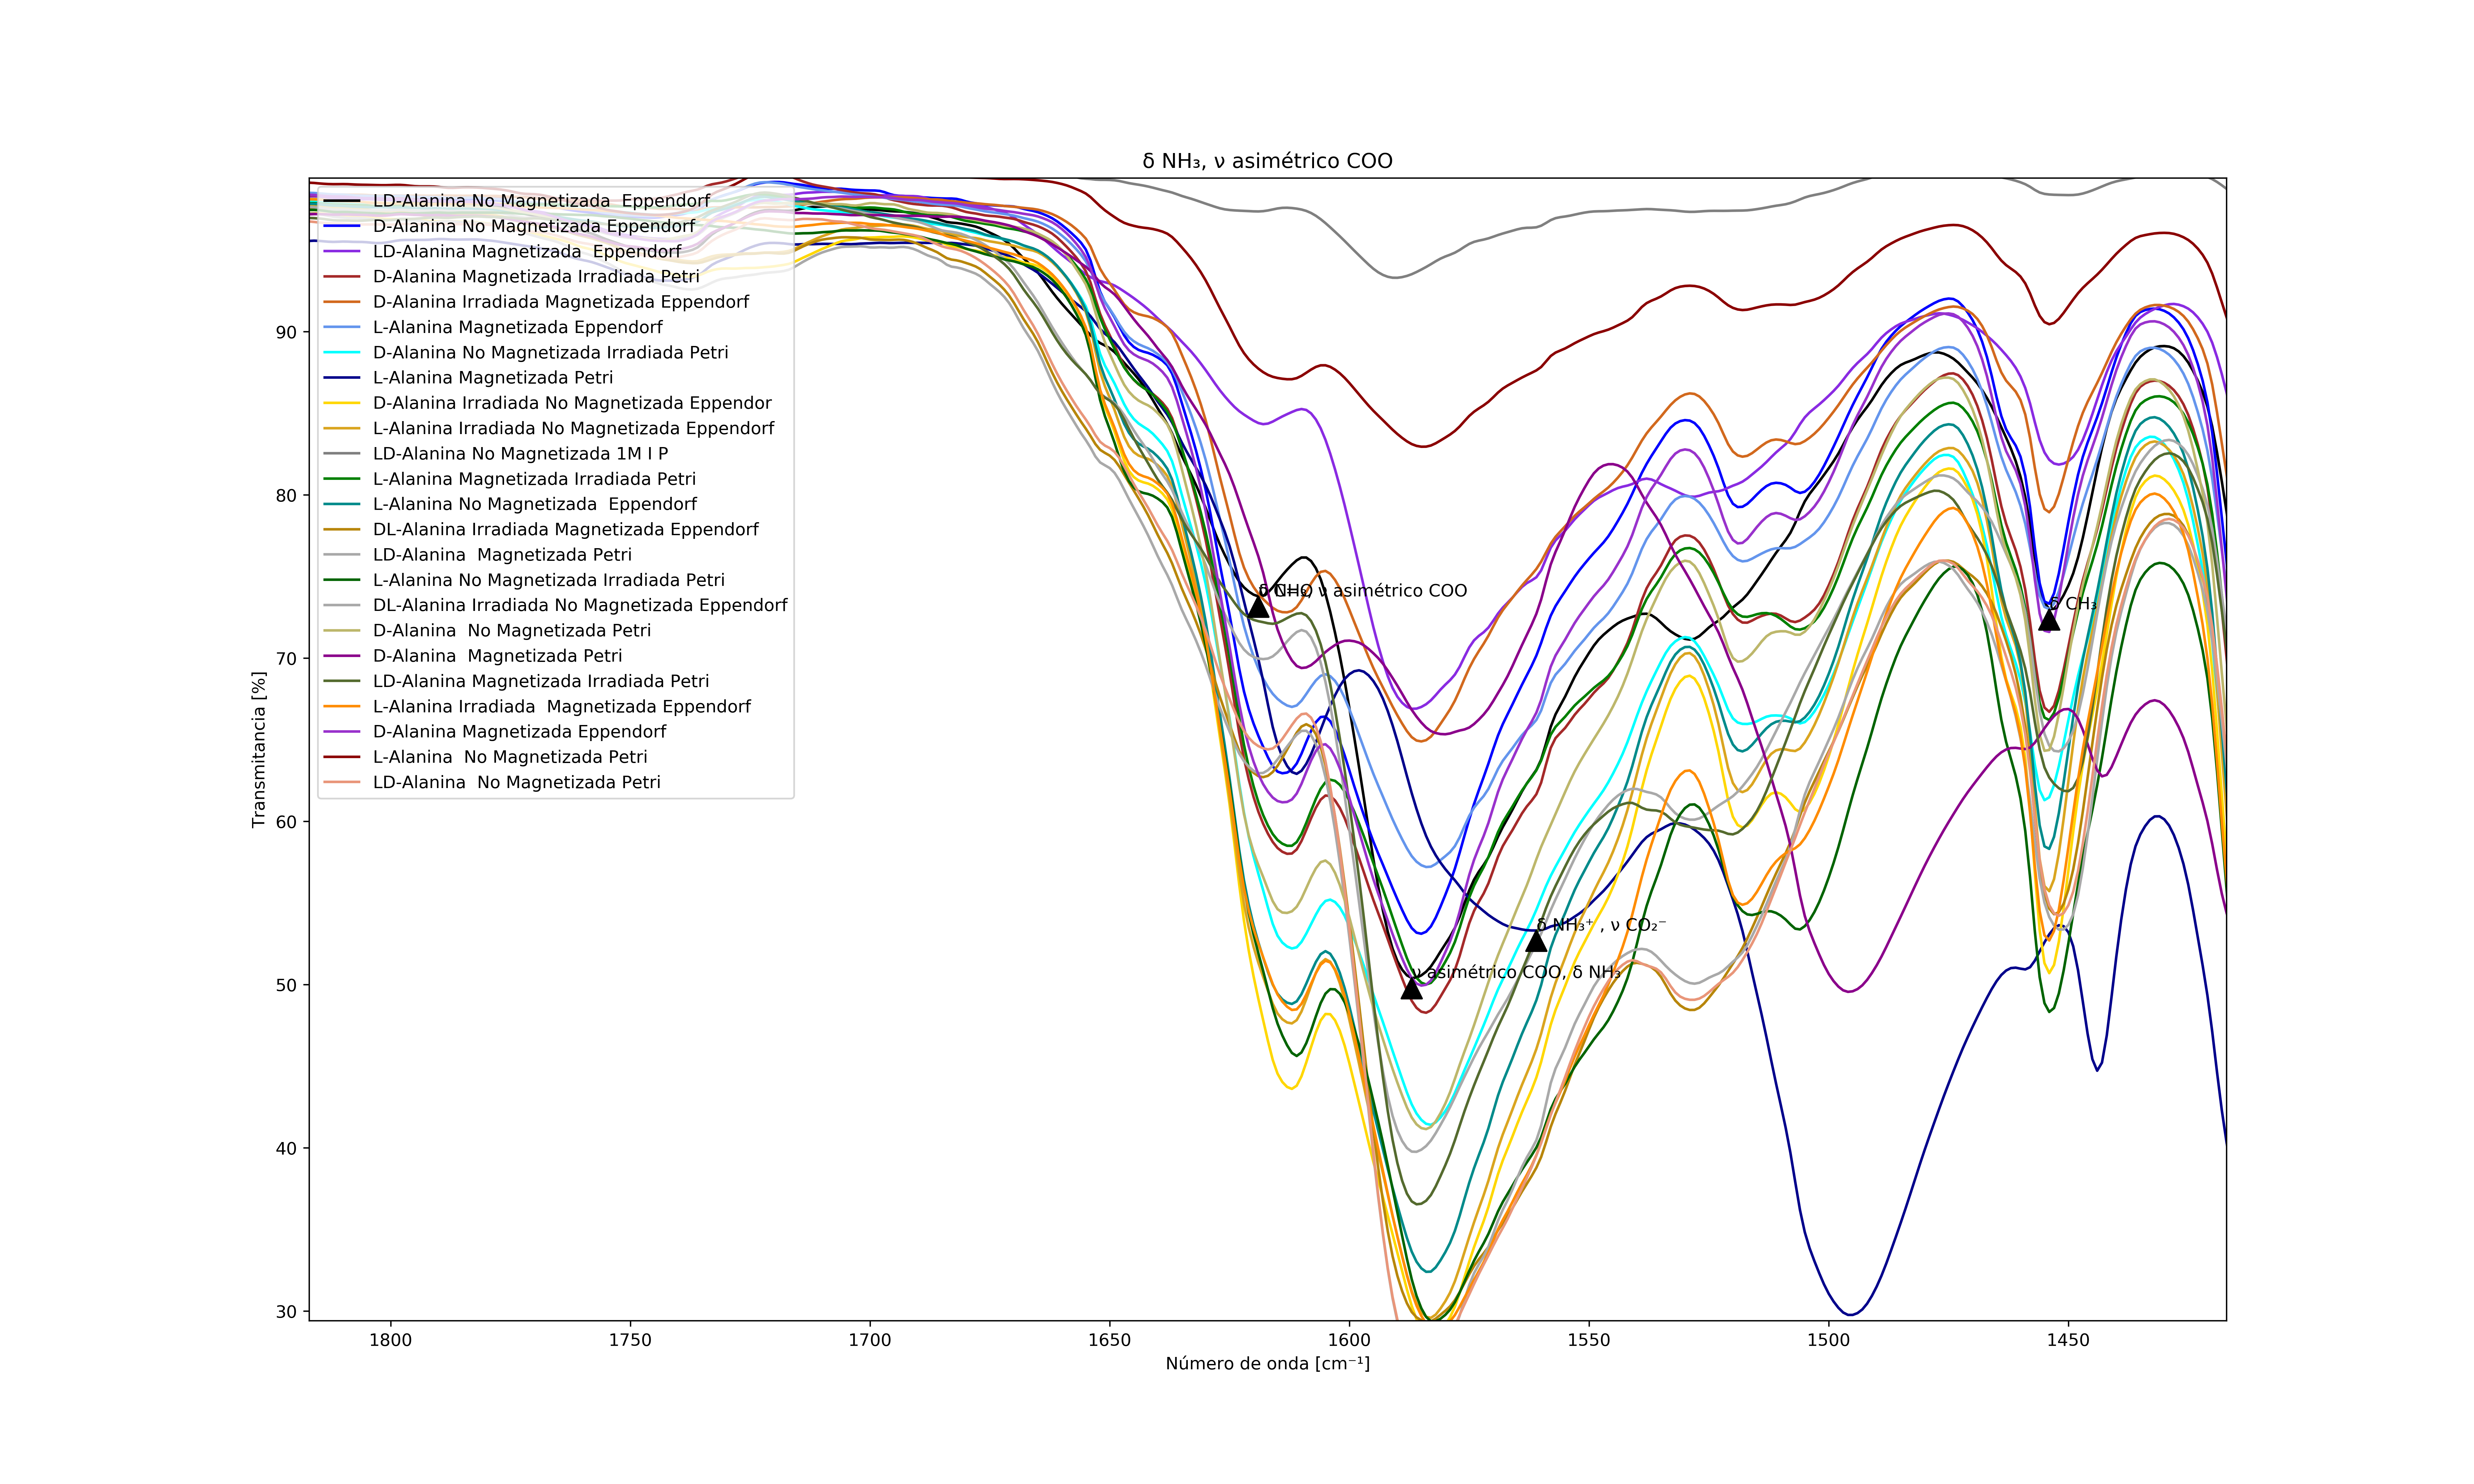 δ NH₃, ν asimétrico COO
LD-Alanina No Magnetizada  Eppendorf
D-Alanina No Magnetizada Eppendorf
LD-Alanina Magnetizada  Eppendorf
D-Alanina Magnetizada Irradiada Petri
D-Alanina Irradiada Magnetizada Eppendorf
L-Alanina Magnetizada Eppendorf
D-Alanina No Magnetizada Irradiada Petri
L-Alanina Magnetizada Petri
D-Alanina Irradiada No Magnetizada Eppendor
L-Alanina Irradiada No Magnetizada Eppendorf
LD-Alanina No Magnetizada 1M I P
L-Alanina Magnetizada Irradiada Petri
L-Alanina No Magnetizada  Eppendorf
DL-Alanina Irradiada Magnetizada Eppendorf
LD-Alanina  Magnetizada Petri
L-Alanina No Magnetizada Irradiada Petri
DL-Alanina Irradiada No Magnetizada Eppendorf
D-Alanina  No Magnetizada Petri
D-Alanina  Magnetizada Petri
LD-Alanina Magnetizada Irradiada Petri
L-Alanina Irradiada  Magnetizada Eppendorf
D-Alanina Magnetizada Eppendorf
L-Alanina  No Magnetizada Petri
LD-Alanina  No Magnetizada Petri
ν asimétrico COO
δ CH₃
δ NH₃⁺ , ν CO₂⁻
ν asimétrico COO, δ NH₃
Transmitancia [%]
90
80
70
60
50
40
30
1800
1750
1700
1650
1600
1550
1500
1450
Número de onda [cm⁻¹]